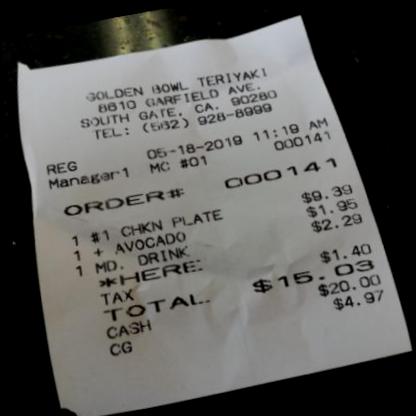 GOLDEN BOWL TERIYAKI
8610 GARFIELD AVE.
SOUTH GATE, CA. 90280
TEL: (562) 928-8999
REG 05-18-2019 11:19 AM
Manager1 MC #01 000141
ORDER# 000141
1 #1 CHKN PLATE $9.39
1 + AVOCADO $1.95
1 MD. DRINK $2.29
*HERE:
TAX $1.40
TOTAL. $15.03
CASH $20.00
CG $4.97